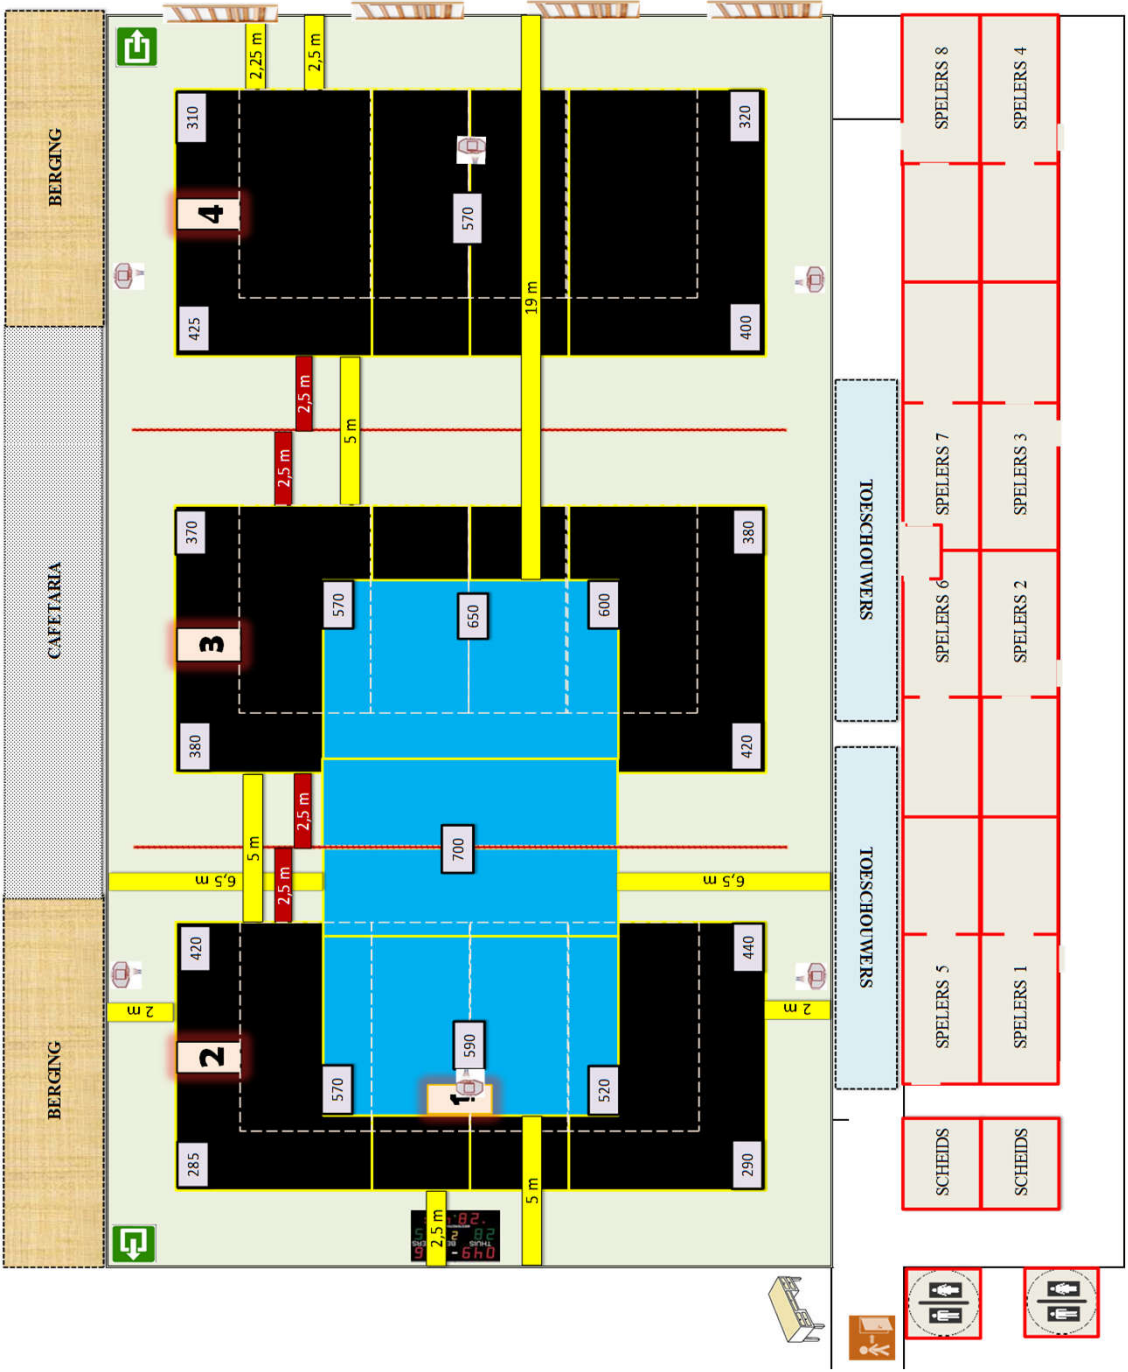 BERGING
CAFETARIA
BERGING
2,25 m
2,5 m
310
320
4
570
19 m
425
400
2,5 m
5 m
2,5 m
370
380
570
650
600
3
380
420
2,5 m
5 m
700
2,5 m
6,5 m
6,5 m
420
440
2 m
2 m
2
590
570
1
520
285
290
5 m
2,5 m
THUIS
TOESCHOUWERS
TOESCHOUWERS
SPELERS 8
SPELERS 4
SPELERS 7
SPELERS 3
SPELERS 6
SPELERS 2
SPELERS 5
SPELERS 1
SCHEIDS
SCHEIDS